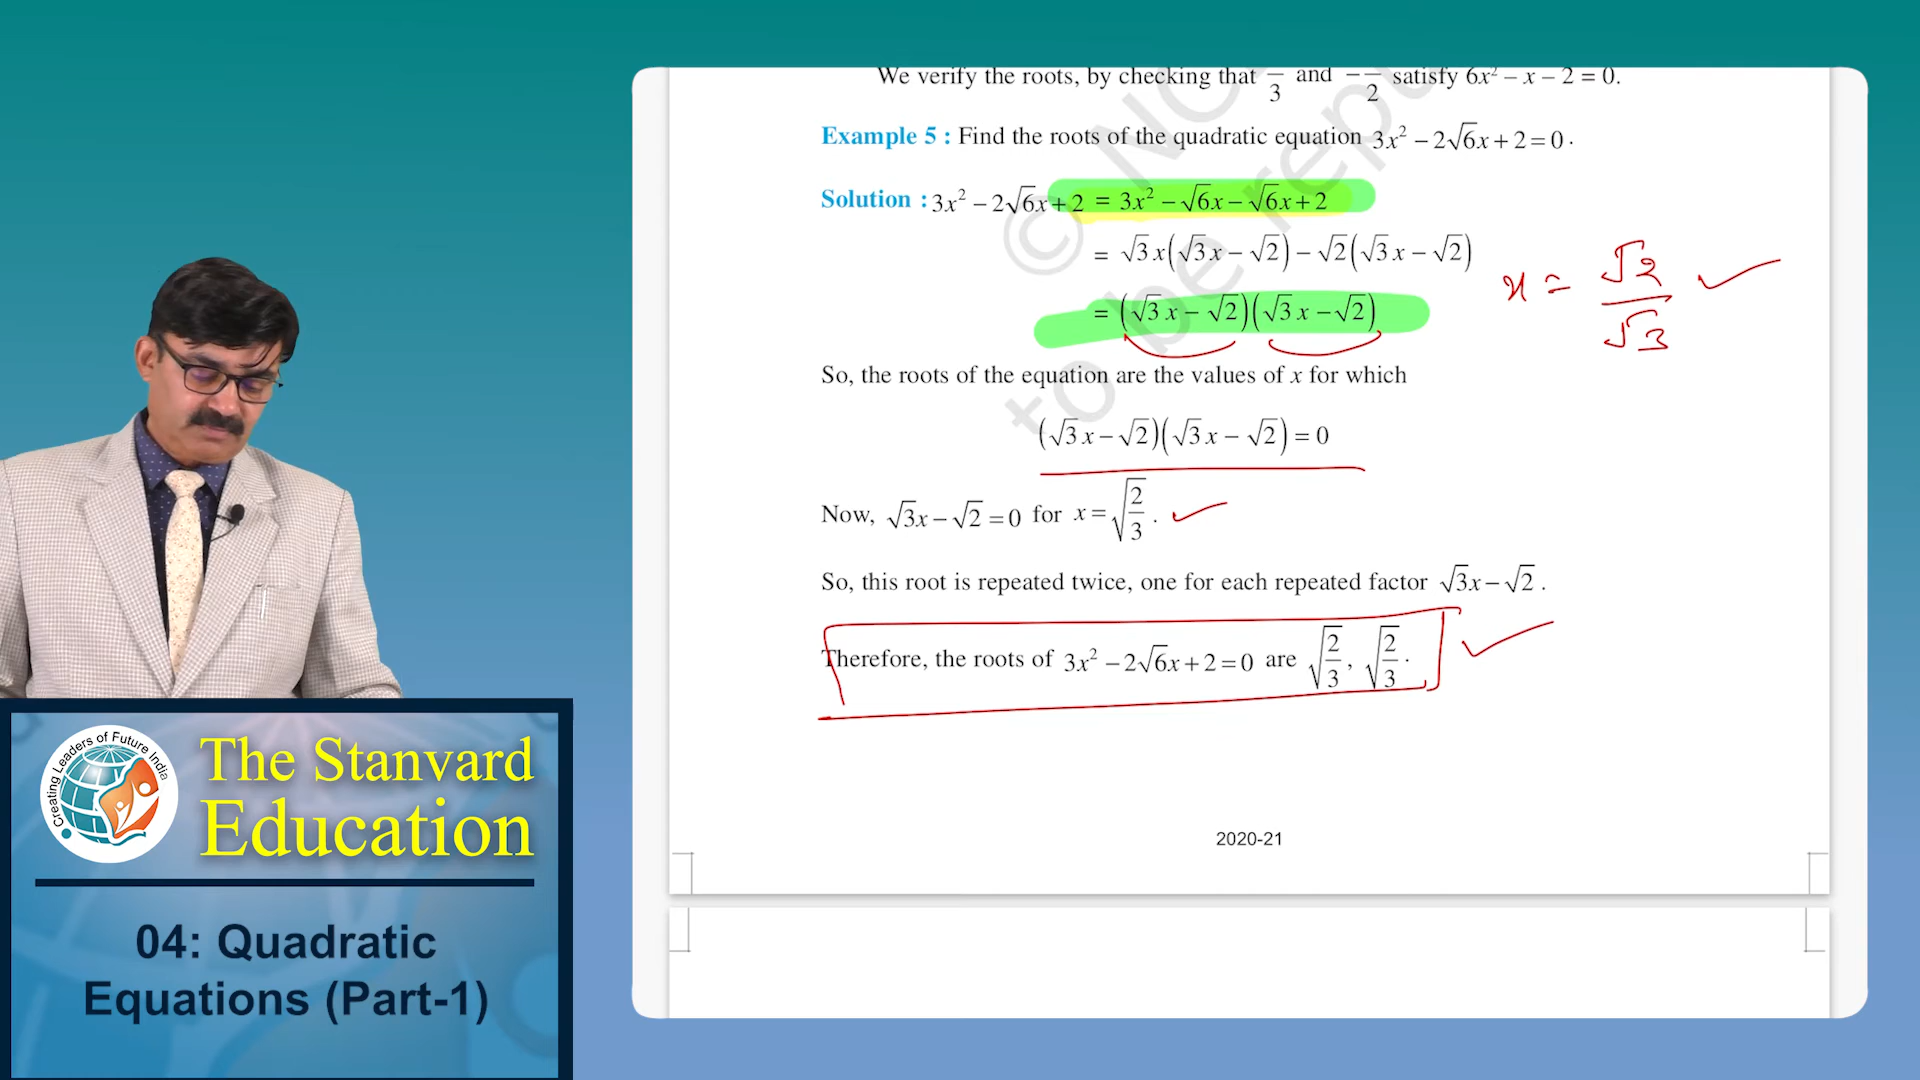 We verify the roots, by checking that  /3 and −  /2 satisfy 6x² – x – 2 = 0.
Example 5 : Find the roots of the quadratic equation 3x² − 2√6x + 2 = 0 .
Solution : 3x² − 2√6x + 2 = 3x² − √6x − √6x + 2
= √3x(√3x − √2) − √2(√3x − √2)
= (√3x − √2)(√3x − √2)
x = √2/√3
So, the roots of the equation are the values of x for which
(√3x − √2)(√3x − √2) = 0
Now, √3x − √2 = 0 for x = √(2/3) .
So, this root is repeated twice, one for each repeated factor √3x − √2 .
Therefore, the roots of 3x² − 2√6x + 2 = 0 are √(2/3), √(2/3).
2020-21
© NC
to be rep
Creating Leaders of Future India
The Stanvard
Education
04: Quadratic
Equations (Part-1)